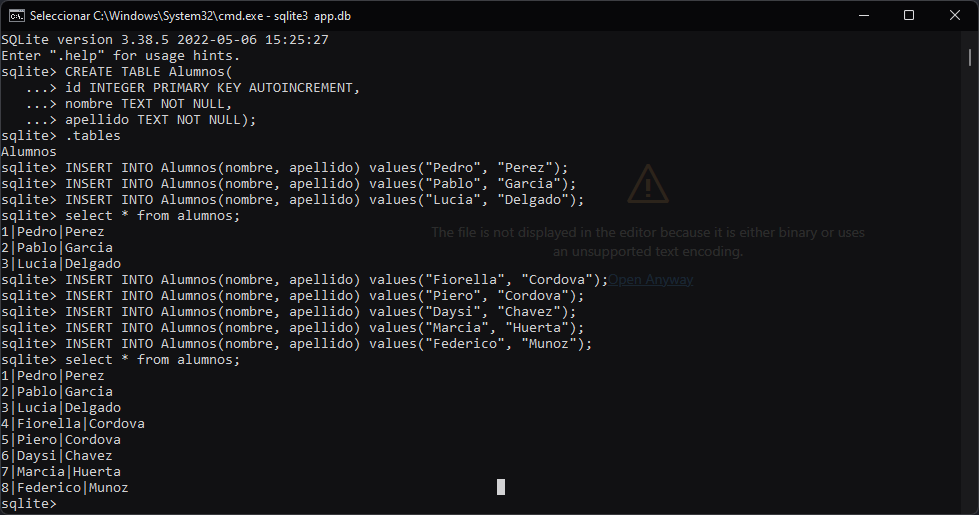 Seleccionar C:\Windows\System32\cmd.exe - sqlite3 app.db
SQLite version 3.38.5 2022-05-06 15:25:27
Enter ".help" for usage hints.
sqlite> CREATE TABLE Alumnos(
   ...> id INTEGER PRIMARY KEY AUTOINCREMENT,
   ...> nombre TEXT NOT NULL,
   ...> apellido TEXT NOT NULL);
sqlite> .tables
Alumnos
sqlite> INSERT INTO Alumnos(nombre, apellido) values("Pedro", "Perez");
sqlite> INSERT INTO Alumnos(nombre, apellido) values("Pablo", "Garcia");
sqlite> INSERT INTO Alumnos(nombre, apellido) values("Lucia", "Delgado");
sqlite> select * from alumnos;
1|Pedro|Perez
2|Pablo|Garcia
3|Lucia|Delgado
The file is not displayed in the editor because it is either binary or uses
an unsupported text encoding.
sqlite> INSERT INTO Alumnos(nombre, apellido) values("Fiorella", "Cordova");
Open Anyway
sqlite> INSERT INTO Alumnos(nombre, apellido) values("Piero", "Cordova");
sqlite> INSERT INTO Alumnos(nombre, apellido) values("Daysi", "Chavez");
sqlite> INSERT INTO Alumnos(nombre, apellido) values("Marcia", "Huerta");
sqlite> INSERT INTO Alumnos(nombre, apellido) values("Federico", "Munoz");
sqlite> select * from alumnos;
1|Pedro|Perez
2|Pablo|Garcia
3|Lucia|Delgado
4|Fiorella|Cordova
5|Piero|Cordova
6|Daysi|Chavez
7|Marcia|Huerta
8|Federico|Munoz
sqlite>